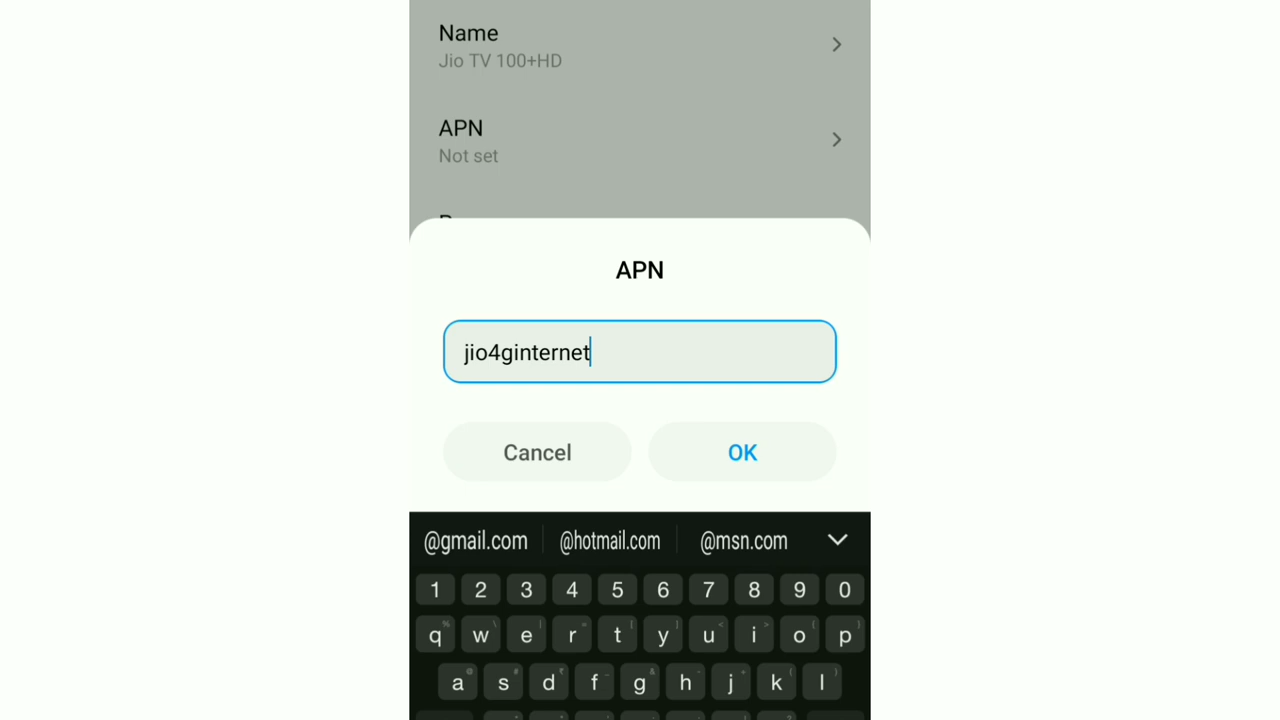 Name
Jio TV 100+HD
APN
Not set
APN
jio4ginternet
Cancel OK
@gmail.com @hotmail.com @msn.com
1 2 3 4 5 6 7 8 9 0
q w e r t y u i o p
a s d f g h j k l